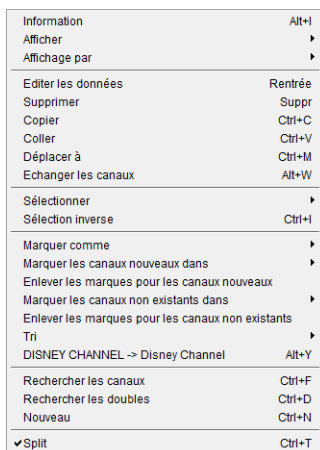 Information Alt+I
Afficher
Affichage par
Editer les données Rentrée
Supprimer Suppr
Copier Ctrl+C
Coller Ctrl+V
Déplacer à Ctrl+M
Echanger les canaux Alt+W
Sélectionner
Sélection inverse Ctrl+I
Marquer comme
Marquer les canaux nouveaux dans
Enlever les marques pour les canaux nouveaux
Marquer les canaux non existants dans
Enlever les marques pour les canaux non existants
Tri
DISNEY CHANNEL -> Disney Channel Alt+Y
Rechercher les canaux Ctrl+F
Rechercher les doubles Ctrl+D
Nouveau Ctrl+N
Split Ctrl+T